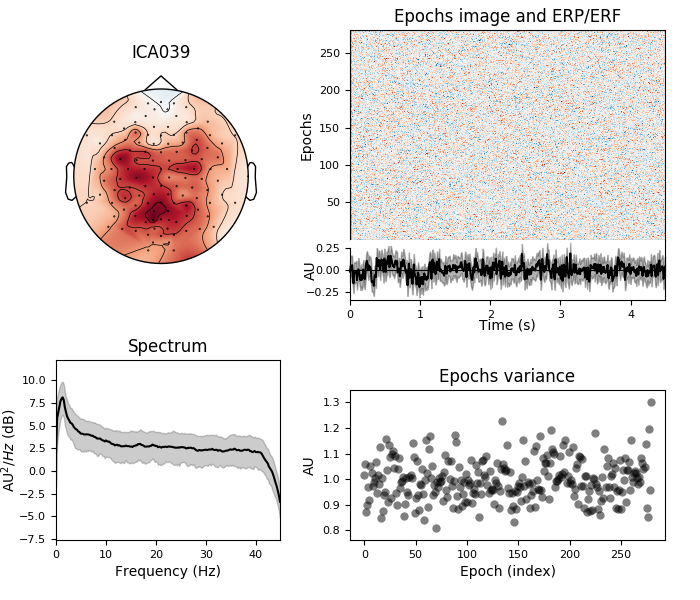 ICA039
Epochs image and ERP/ERF
Epochs
250
200
150
100
50
AU
0.25
0.00
−0.25
0 1 2 3 4
Time (s)
Spectrum
AU²/Hz (dB)
10.0
7.5
5.0
2.5
0.0
−2.5
−5.0
−7.5
0 10 20 30 40
Frequency (Hz)
Epochs variance
AU
1.3
1.2
1.1
1.0
0.9
0.8
0 50 100 150 200 250
Epoch (index)